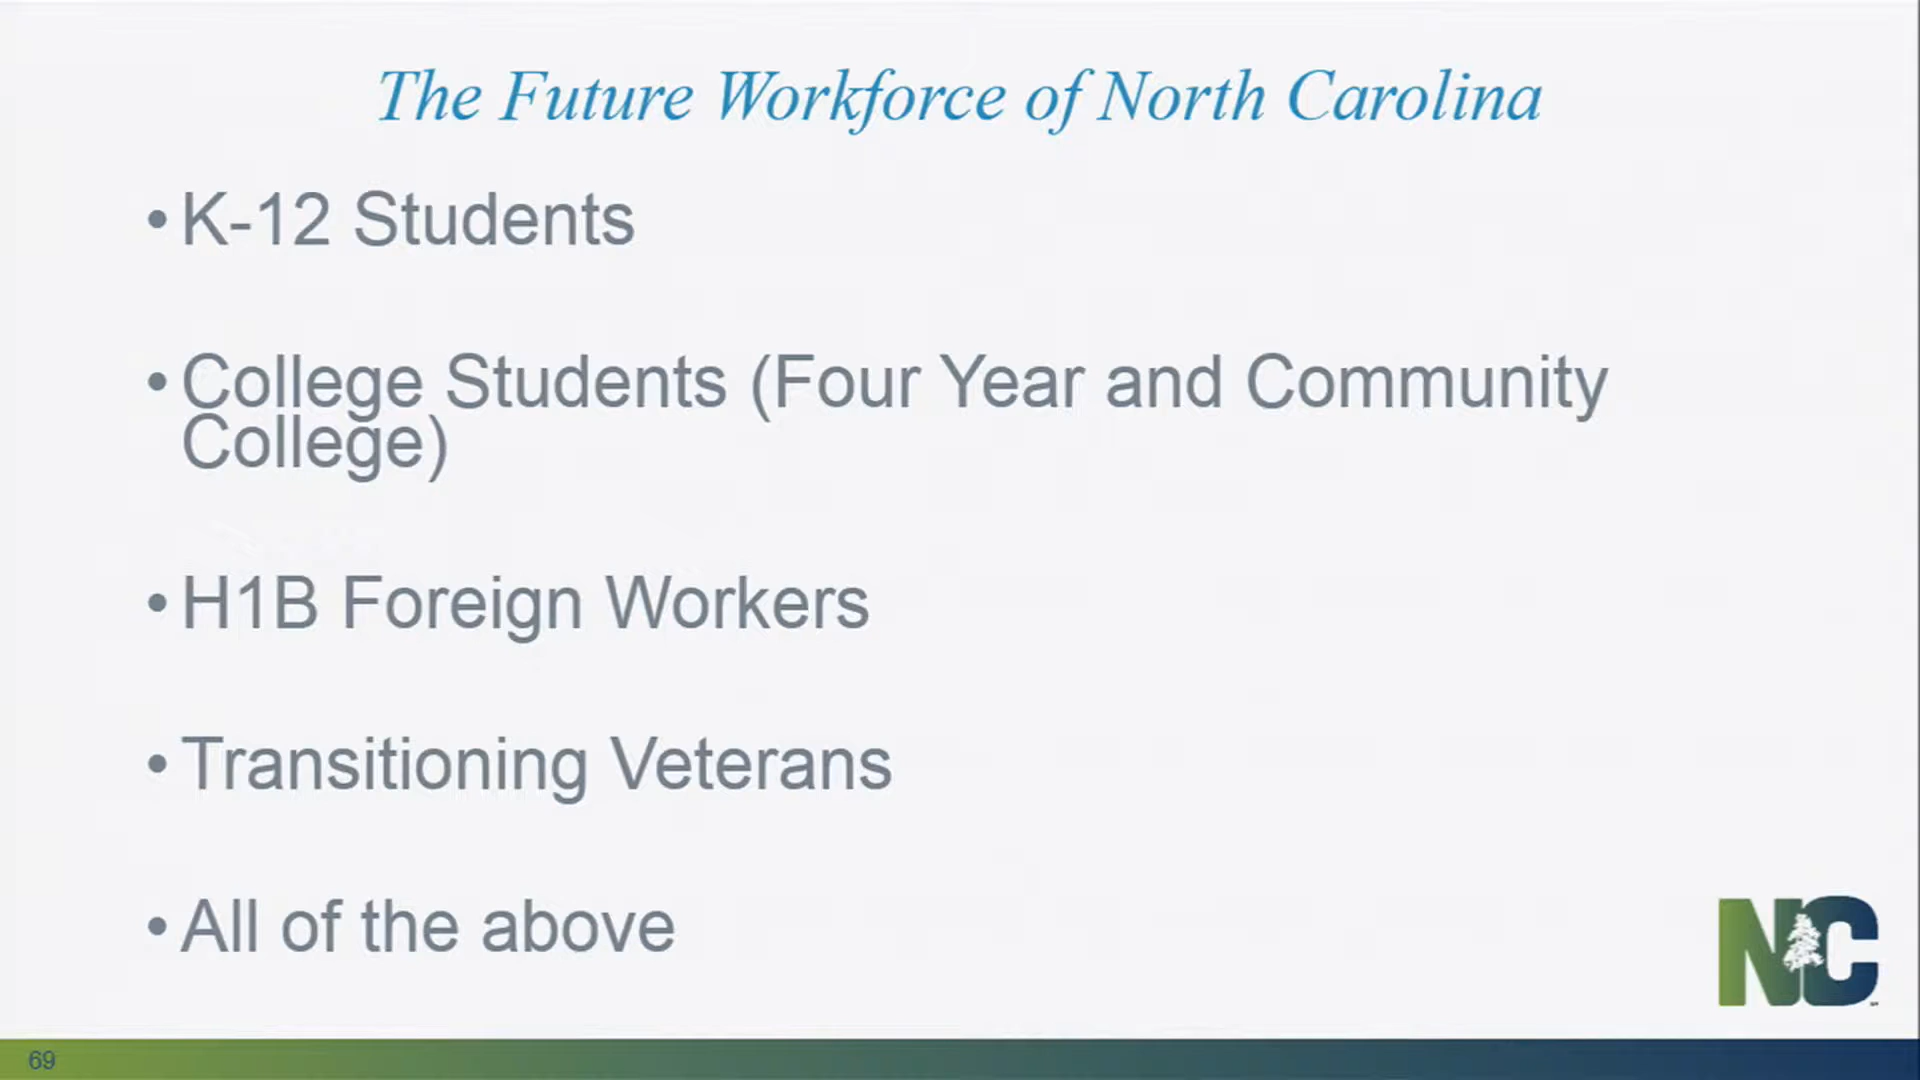 The Future Workforce of North Carolina
• K-12 Students
• College Students (Four Year and Community
College)
• H1B Foreign Workers
• Transitioning Veterans
• All of the above
NC
69